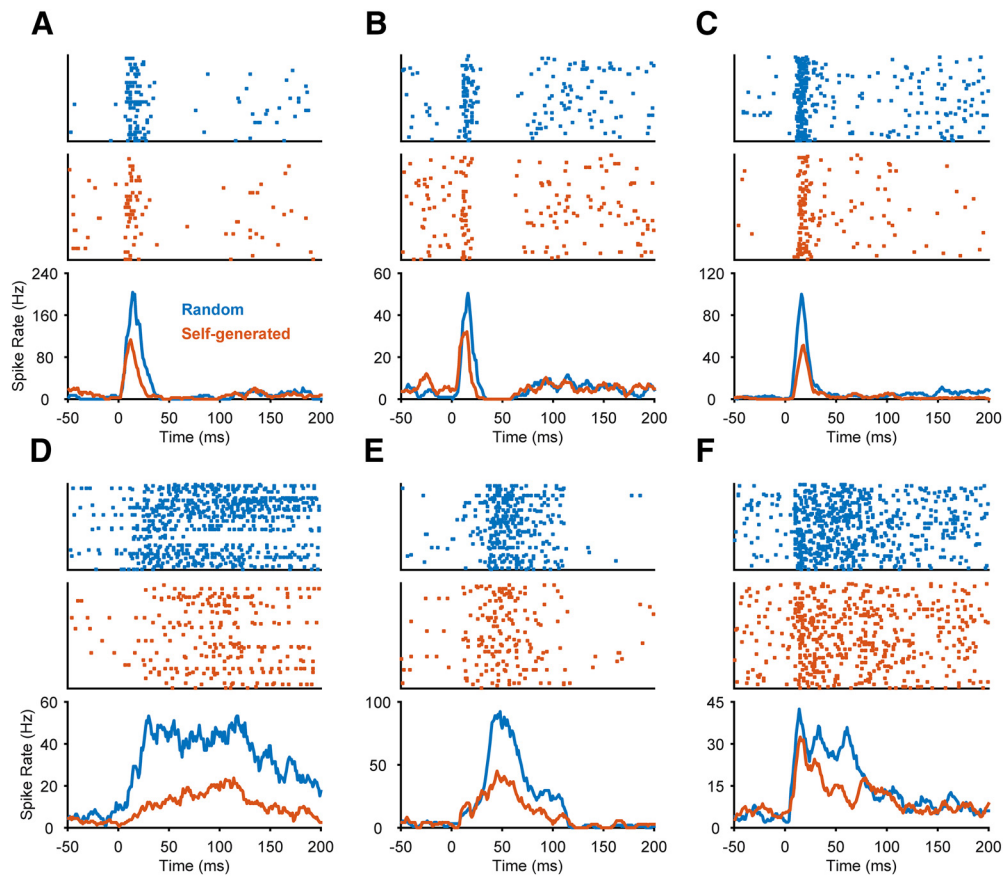 A B C
240 60 120
160 40 80
80 20 40
0 0 0
Spike Rate (Hz)
Random
Self-generated
-50 0 50 100 150 200 -50 0 50 100 150 200 -50 0 50 100 150 200
Time (ms) Time (ms) Time (ms)
D E F
60 100 45
40 50 30
20 15
0 0 0
Spike Rate (Hz)
-50 0 50 100 150 200 -50 0 50 100 150 200 -50 0 50 100 150 200
Time (ms) Time (ms) Time (ms)